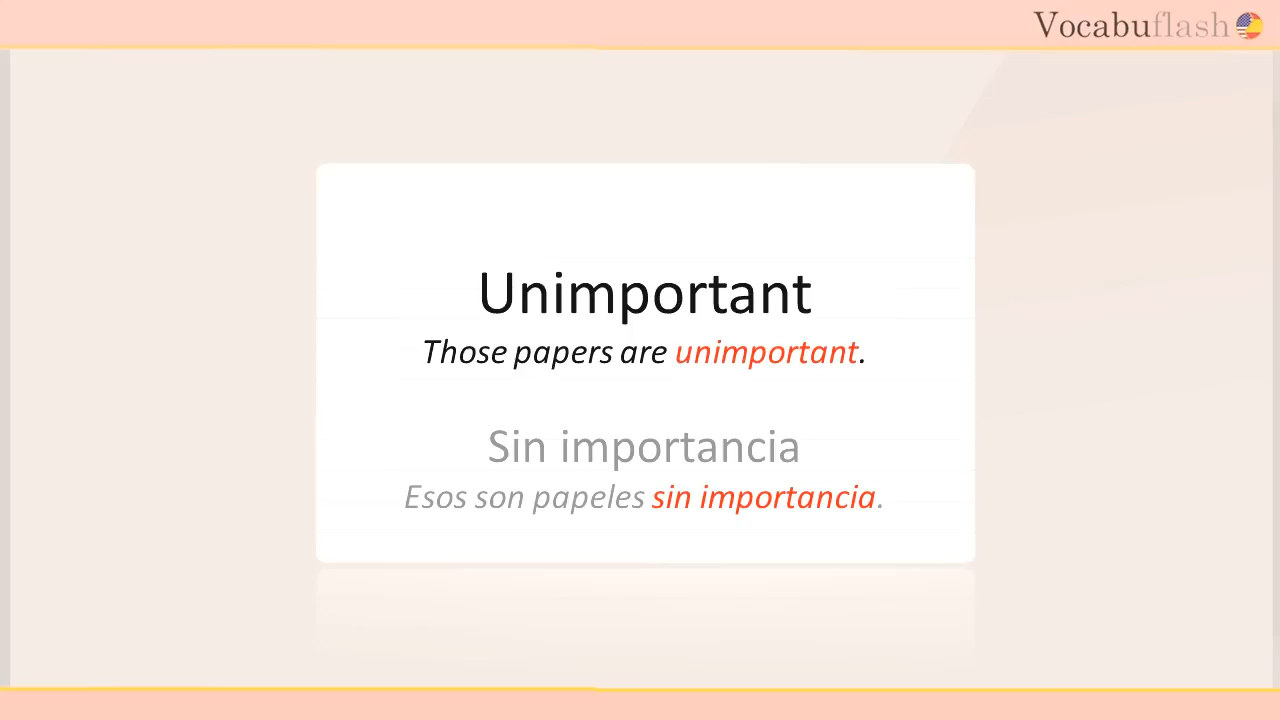 Vocabuflash
Unimportant
Those papers are unimportant.
Sin importancia
Esos son papeles sin importancia.